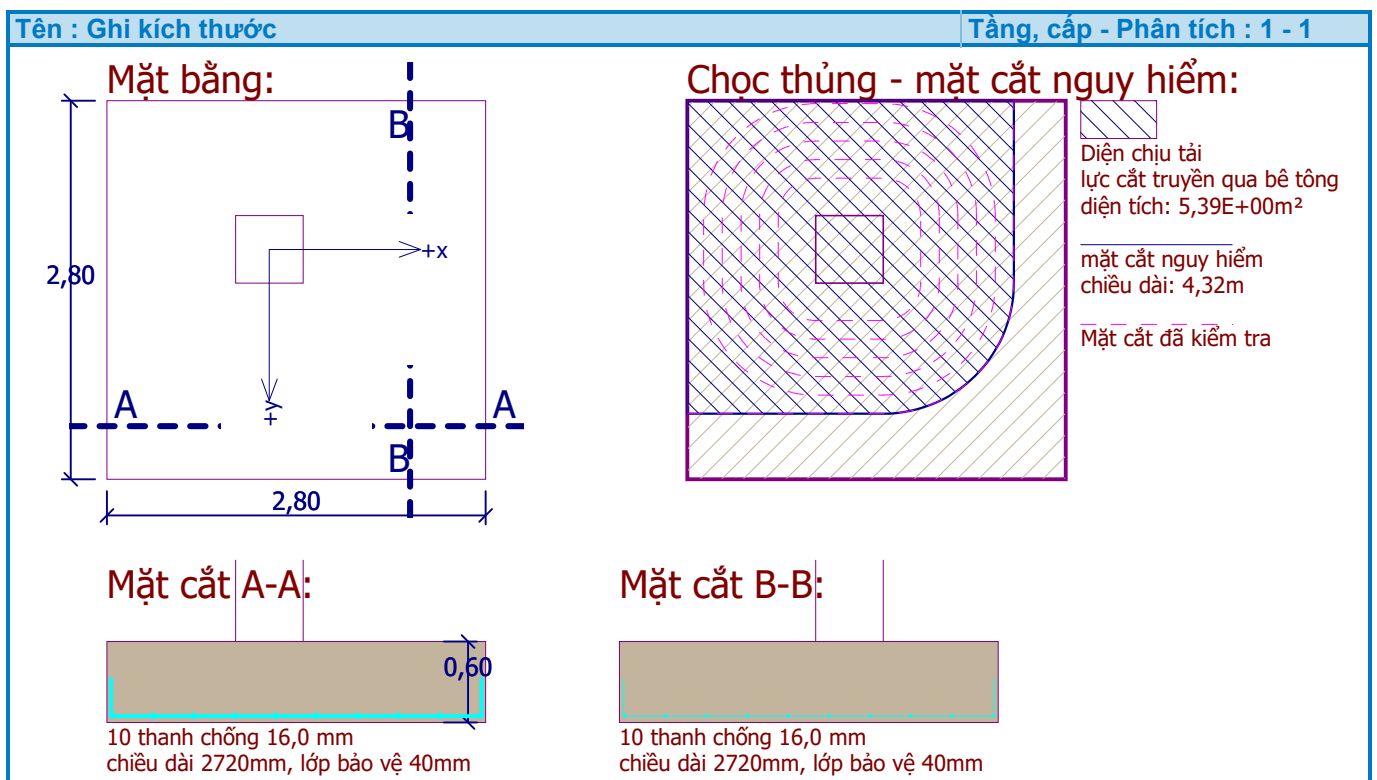 Tên : Ghi kích thước
Tầng, cấp - Phân tích : 1 - 1
Mặt bằng:
Chọc thủng - mặt cắt nguy hiểm:
B
+x
2,80
+y
A
A
B
2,80
Diện chịu tải
lực cắt truyền qua bê tông
diện tích: 5,39E+00m²
mặt cắt nguy hiểm
chiều dài: 4,32m
Mặt cắt đã kiểm tra
Mặt cắt A-A:
0,60
10 thanh chống 16,0 mm
chiều dài 2720mm, lớp bảo vệ 40mm
Mặt cắt B-B:
10 thanh chống 16,0 mm
chiều dài 2720mm, lớp bảo vệ 40mm